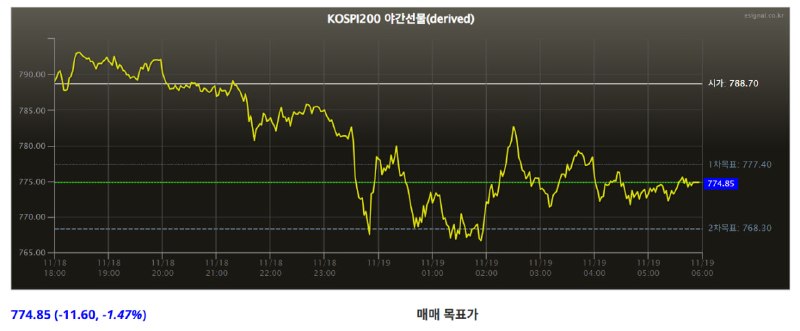 KOSPI200 야간선물(derived)
esignal.co.kr
790.00
785.00
780.00
775.00
770.00
765.00
시가: 788.70
1차목표: 777.40
774.85
2차목표: 768.30
11/18 11/18 11/18 11/18 11/18 11/18 11/19 11/19 11/19 11/19 11/19 11/19 11/19
18:00 19:00 20:00 21:00 22:00 23:00 00:00 01:00 02:00 03:00 04:00 05:00 06:00
774.85 (-11.60, -1.47%) 매매 목표가